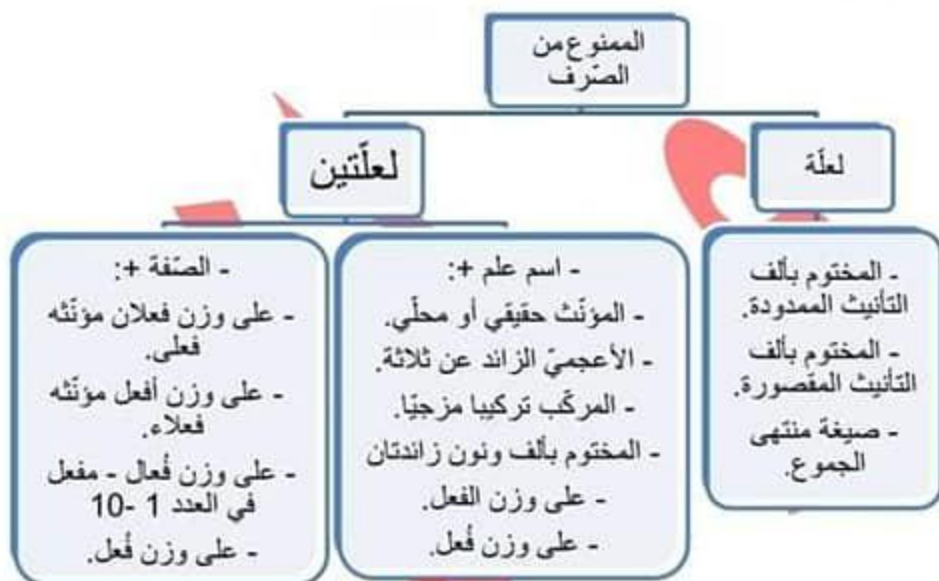 الممنوع من
الصّرف
لعلّة
لعلّتين
- المختوم بألف
التأنيث الممدودة.
- المختوم بألف
التأنيث المقصورة.
- صيغة منتهى
الجموع.
- اسم علم +:
- المؤنّث حقيقي أو محلّي.
- الأعجميّ الزائد عن ثلاثة.
- المركّب تركيبا مزجيّا.
- المختوم بألف ونون زائدتان
- على وزن الفعل.
- على وزن فُعل.
- الصّفة +:
- على وزن فعلان مؤنّثه
فعلى.
- على وزن أفعل مؤنّثه
فعلاء.
- على وزن فُعال - مفعل
في العدد 1 -10
- على وزن فُعل.